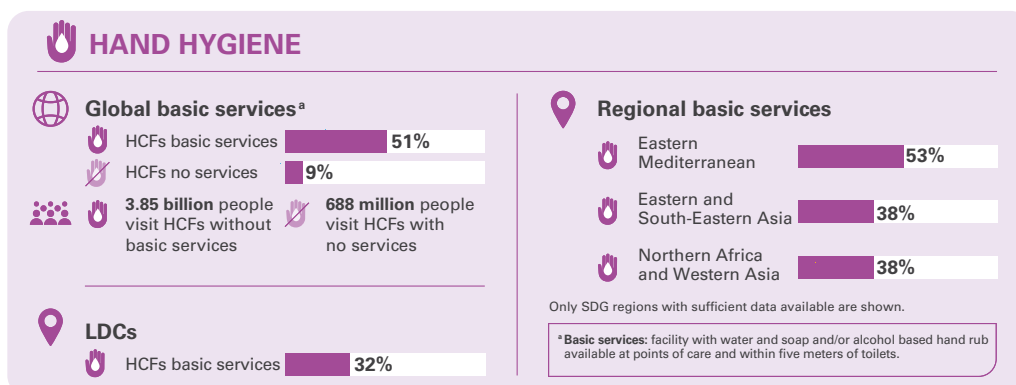 HAND HYGIENE
Global basic services a
HCFs basic services 51%
HCFs no services 9%
3.85 billion people
visit HCFs without
basic services
688 million people
visit HCFs with
no services
LDCs
HCFs basic services 32%
Regional basic services
Eastern
Mediterranean
53%
Eastern and
South-Eastern Asia
38%
Northern Africa
and Western Asia
38%
Only SDG regions with sufficient data available are shown.
a Basic services: facility with water and soap and/or alcohol based hand rub
available at points of care and within five meters of toilets.